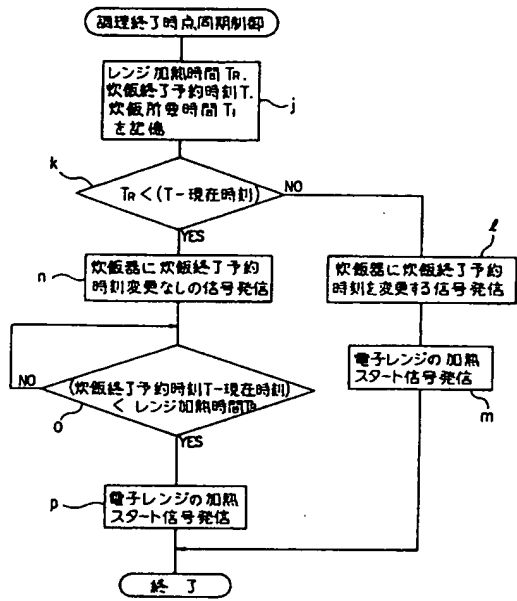 調理終了時点同期制御
レンジ加熱時間TR.
炊飯終了予約時刻T.
炊飯所要時間T1
を記憶
j
k
TR<(T-現在時刻)
NO
YES
l
n
炊飯器に炊飯終了予約
時刻変更なしの信号発信
炊飯器に炊飯終了予約
時刻を変更する信号発信
電子レンジの加熱
スタート信号発信
m
NO
(炊飯終了予約時刻T-現在時刻)
<レンジ加熱時間TR
o
YES
p
電子レンジの加熱
スタート信号発信
終了